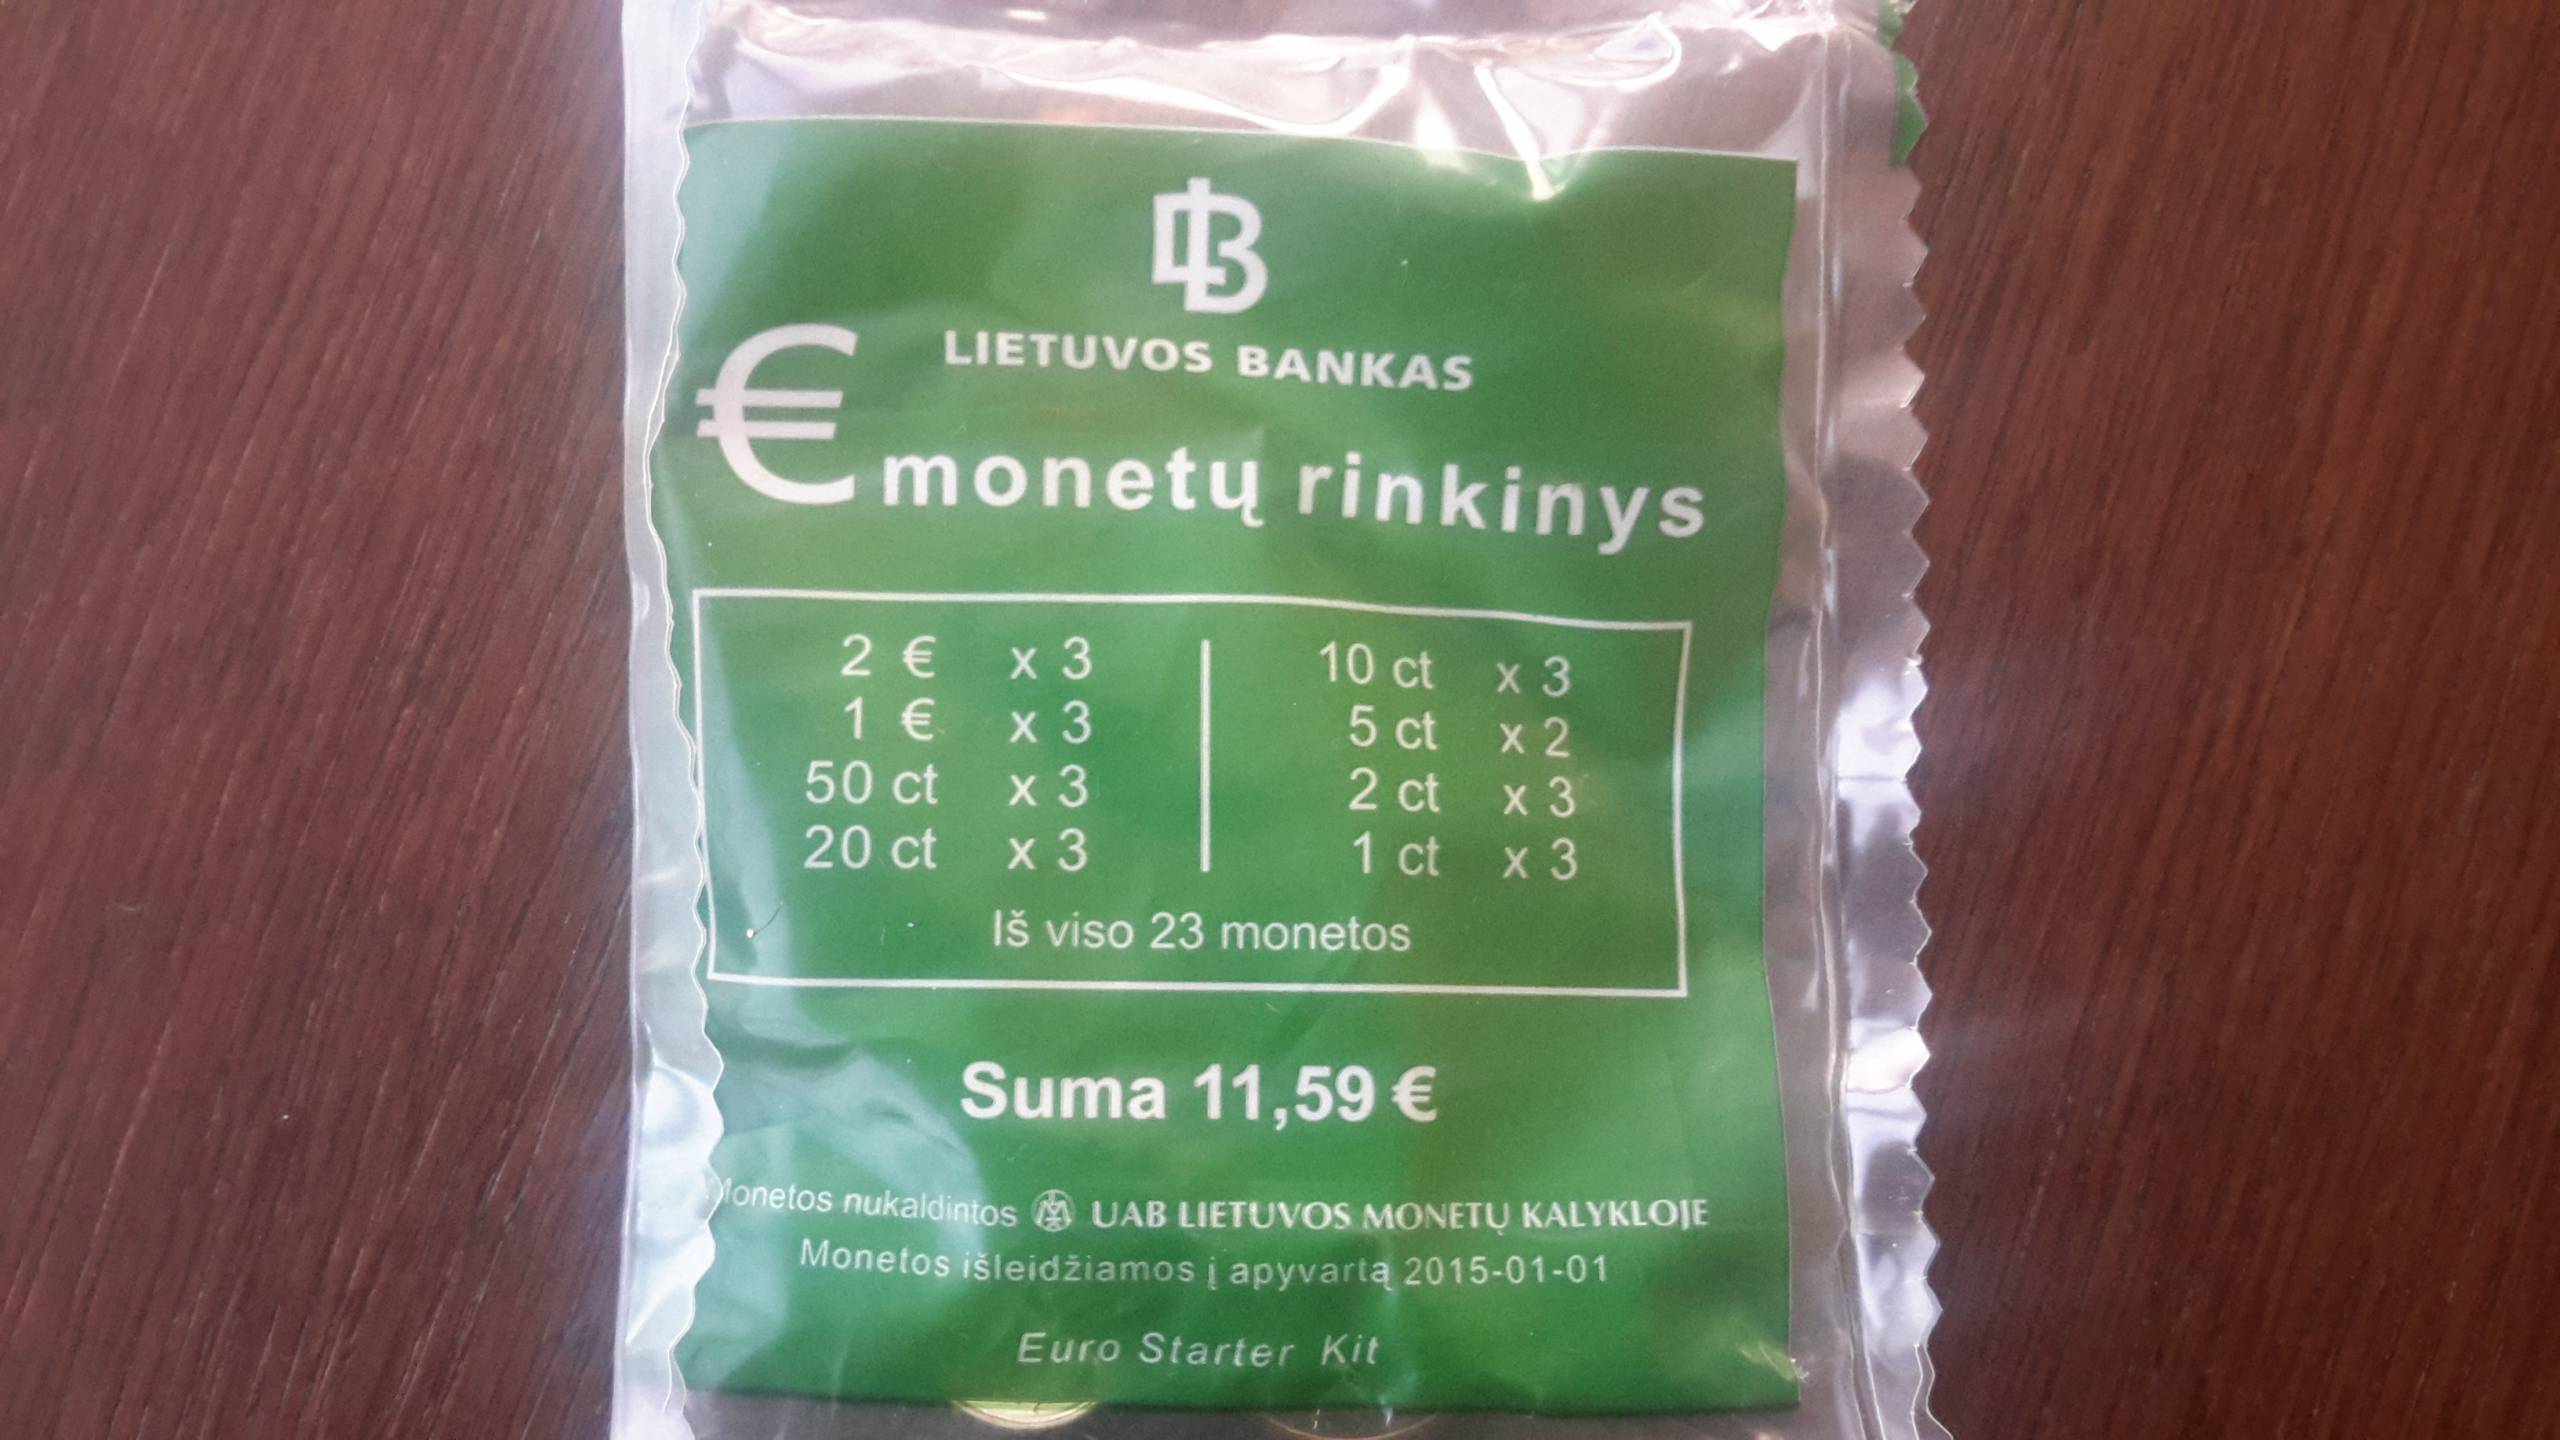 LB
LIETUVOS BANKAS
€ monetų rinkinys
2 € x 3
1 € x 3
50 ct x 3
20 ct x 3
10 ct x 3
5 ct x 2
2 ct x 3
1 ct x 3
Iš viso 23 monetos
Suma 11,59 €
Monetos nukaldintos UAB LIETUVOS MONETŲ KALYKLOJE
Monetos išleidžiamos į apyvartą 2015-01-01
Euro Starter Kit